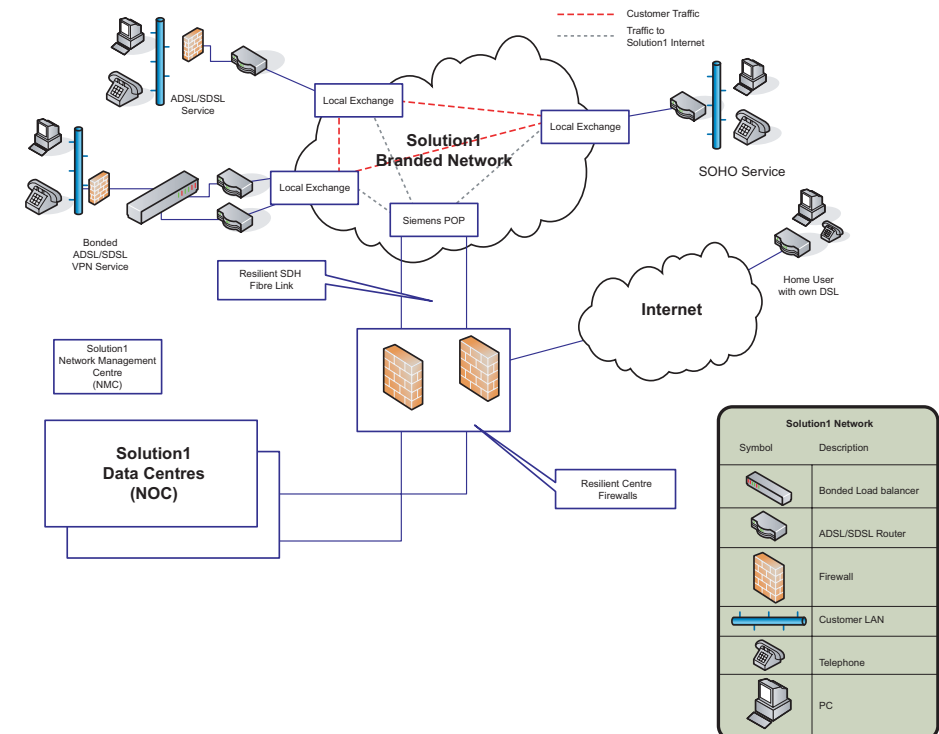 Customer Traffic
Traffic to
Solution1 Internet
ADSL/SDSL
Service
Local Exchange
Local Exchange
Solution1
Branded Network
SOHO Service
Local Exchange
Siemens POP
Bonded
ADSL/SDSL
VPN Service
Resilient SDH
Fibre Link
Internet
Home User
with own DSL
Solution1
Network Management
Centre
(NMC)
Solution1
Data Centres
(NOC)
Resilient Centre
Firewalls
Solution1 Network
Symbol Description
Bonded Load balancer
ADSL/SDSL Router
Firewall
Customer LAN
Telephone
PC